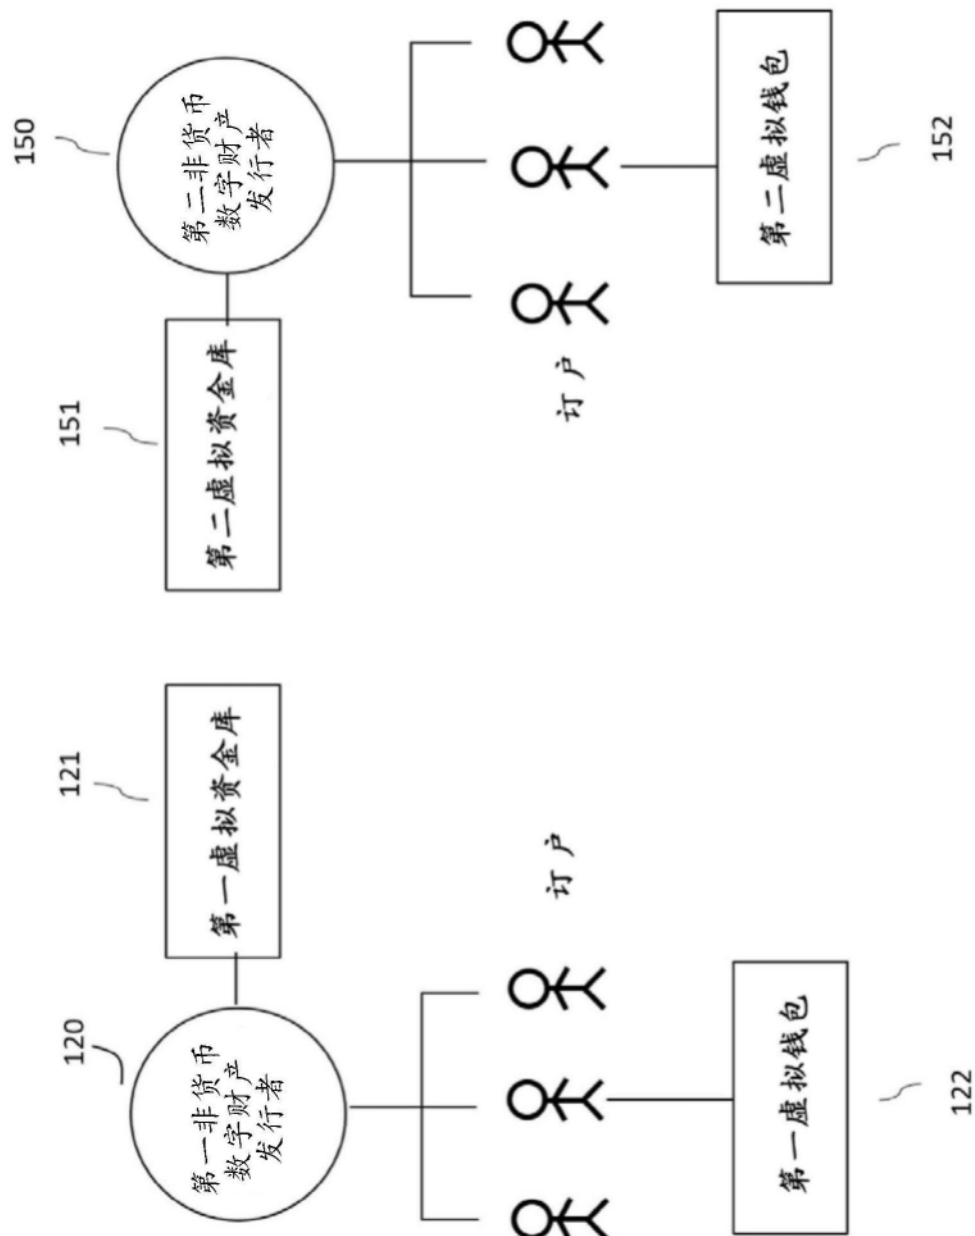 120
第一非货币
数字财产
发行者
121
第一虚拟资金库
订户
122
第一虚拟钱包
150
第二非货币
数字财产
发行者
151
第二虚拟资金库
订户
152
第二虚拟钱包